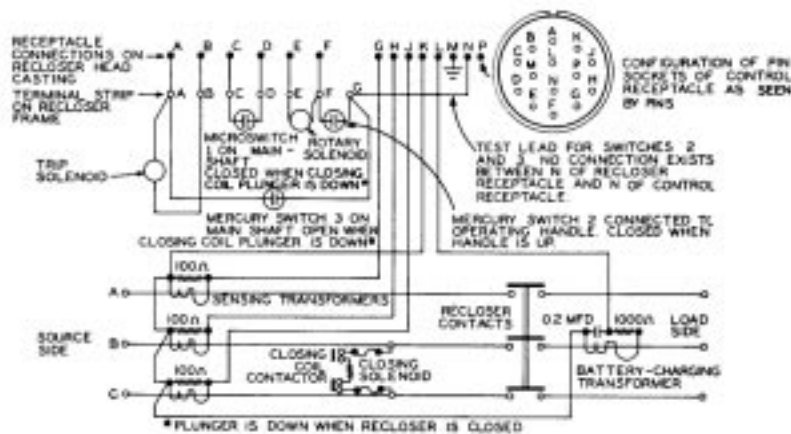 RECEPTACLE
CONNECTIONS ON
RECLOSER HEAD
CASTING
A B C D E F G H J K L M N P
TERMINAL STRIP
ON RECLOSER
FRAME
A B C D E F G
CONFIGURATION OF PIN
SOCKETS OF CONTROL
RECEPTACLE AS SEEN
BY PINS
A
B K
C L J
M P
D N H
E G
F
MICROSWITCH
1 ON MAIN-
SHAFT
CLOSED WHEN CLOSING
COIL PLUNGER IS DOWN*
ROTARY
SOLENOID
TRIP
SOLENOID
TEST LEAD FOR SWITCHES 2
AND 3. NO CONNECTION EXISTS
BETWEEN N OF RECLOSER
RECEPTACLE AND N OF CONTROL
RECEPTACLE.
MERCURY SWITCH 3 ON
MAIN SHAFT OPEN WHEN
CLOSING COIL PLUNGER IS DOWN*
MERCURY SWITCH 2 CONNECTED TO
OPERATING HANDLE. CLOSED WHEN
HANDLE IS UP.
100Ω
A
SENSING TRANSFORMERS
100Ω
SOURCE
SIDE
B
100Ω
C
CLOSING
COIL
CONTACTOR
CLOSING
SOLENOID
RECLOSER
CONTACTS
0.2 MFD
1000Ω
LOAD
SIDE
BATTERY-CHARGING
TRANSFORMER
*PLUNGER IS DOWN WHEN RECLOSER IS CLOSED